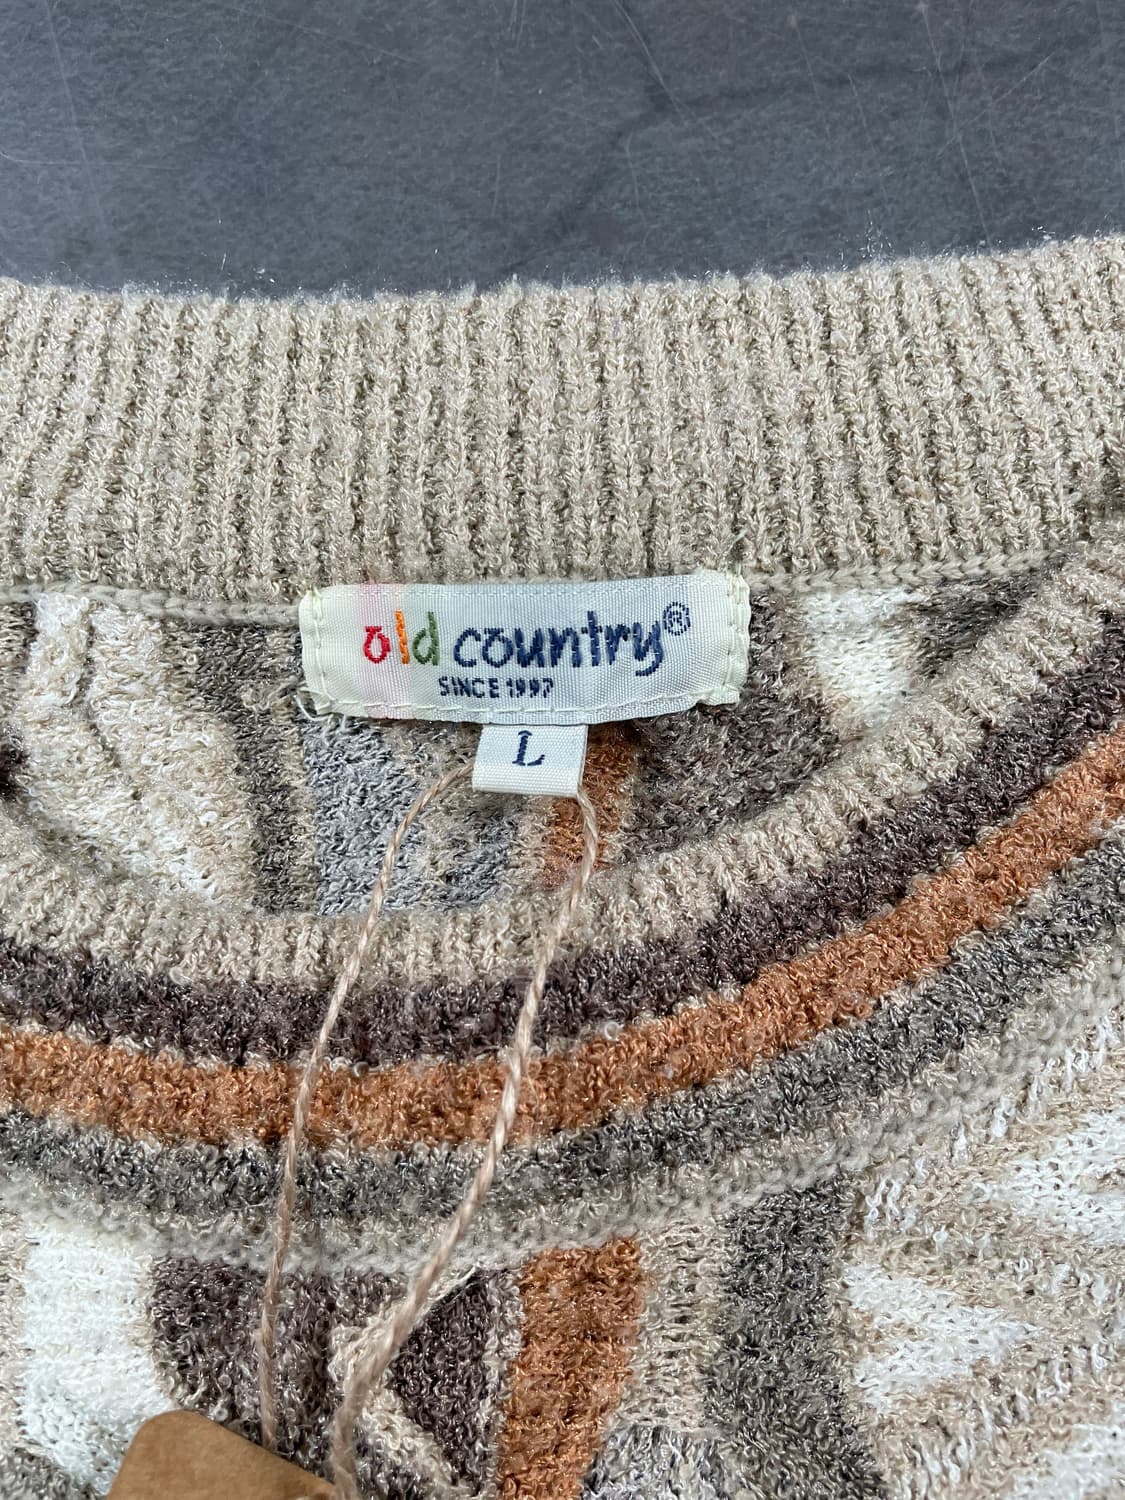 old country®
SINCE 1997
L